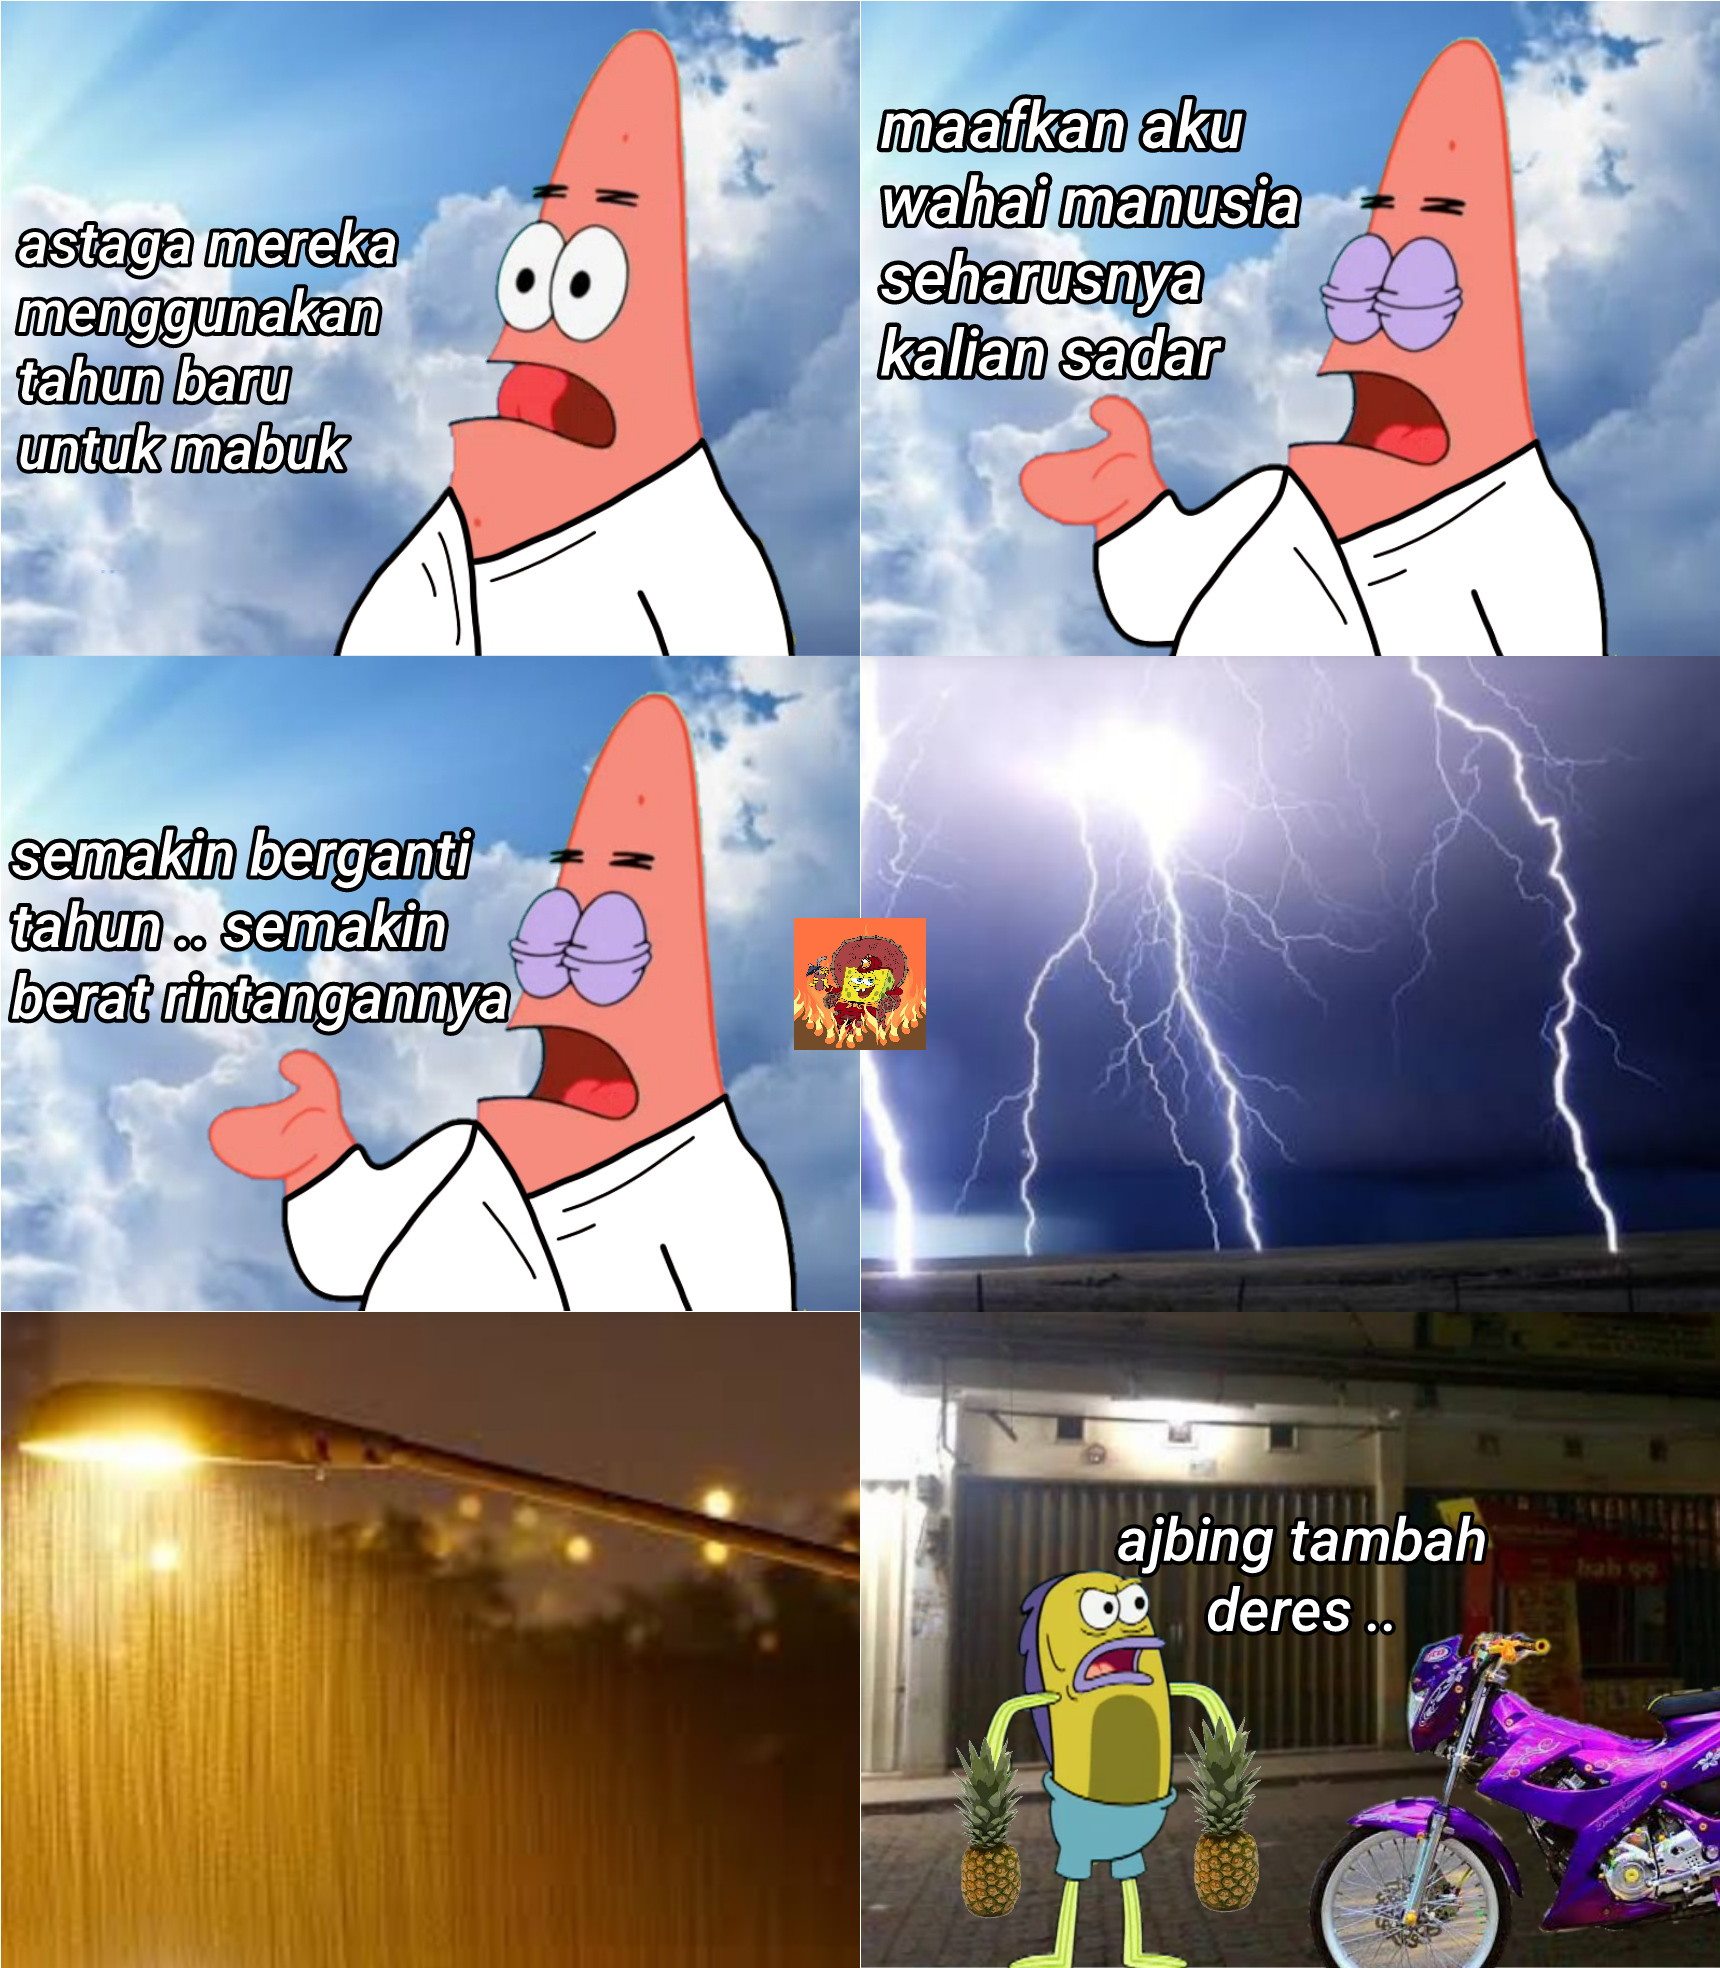 astaga mereka
menggunakan
tahun baru
untuk mabuk
maafkan aku
wahai manusia
seharusnya
kalian sadar
semakin berganti
tahun .. semakin
berat rintangannya
ajbing tambah
deres ..